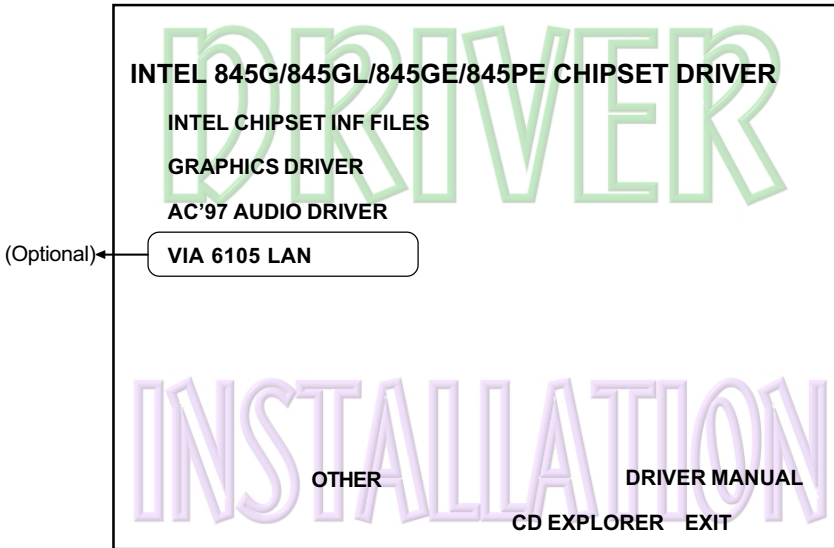 DRIVER
INTEL 845G/845GL/845GE/845PE CHIPSET DRIVER
INTEL CHIPSET INF FILES
GRAPHICS DRIVER
AC’97 AUDIO DRIVER
(Optional)
VIA 6105 LAN
INSTALLATION
OTHER
DRIVER MANUAL
CD EXPLORER EXIT